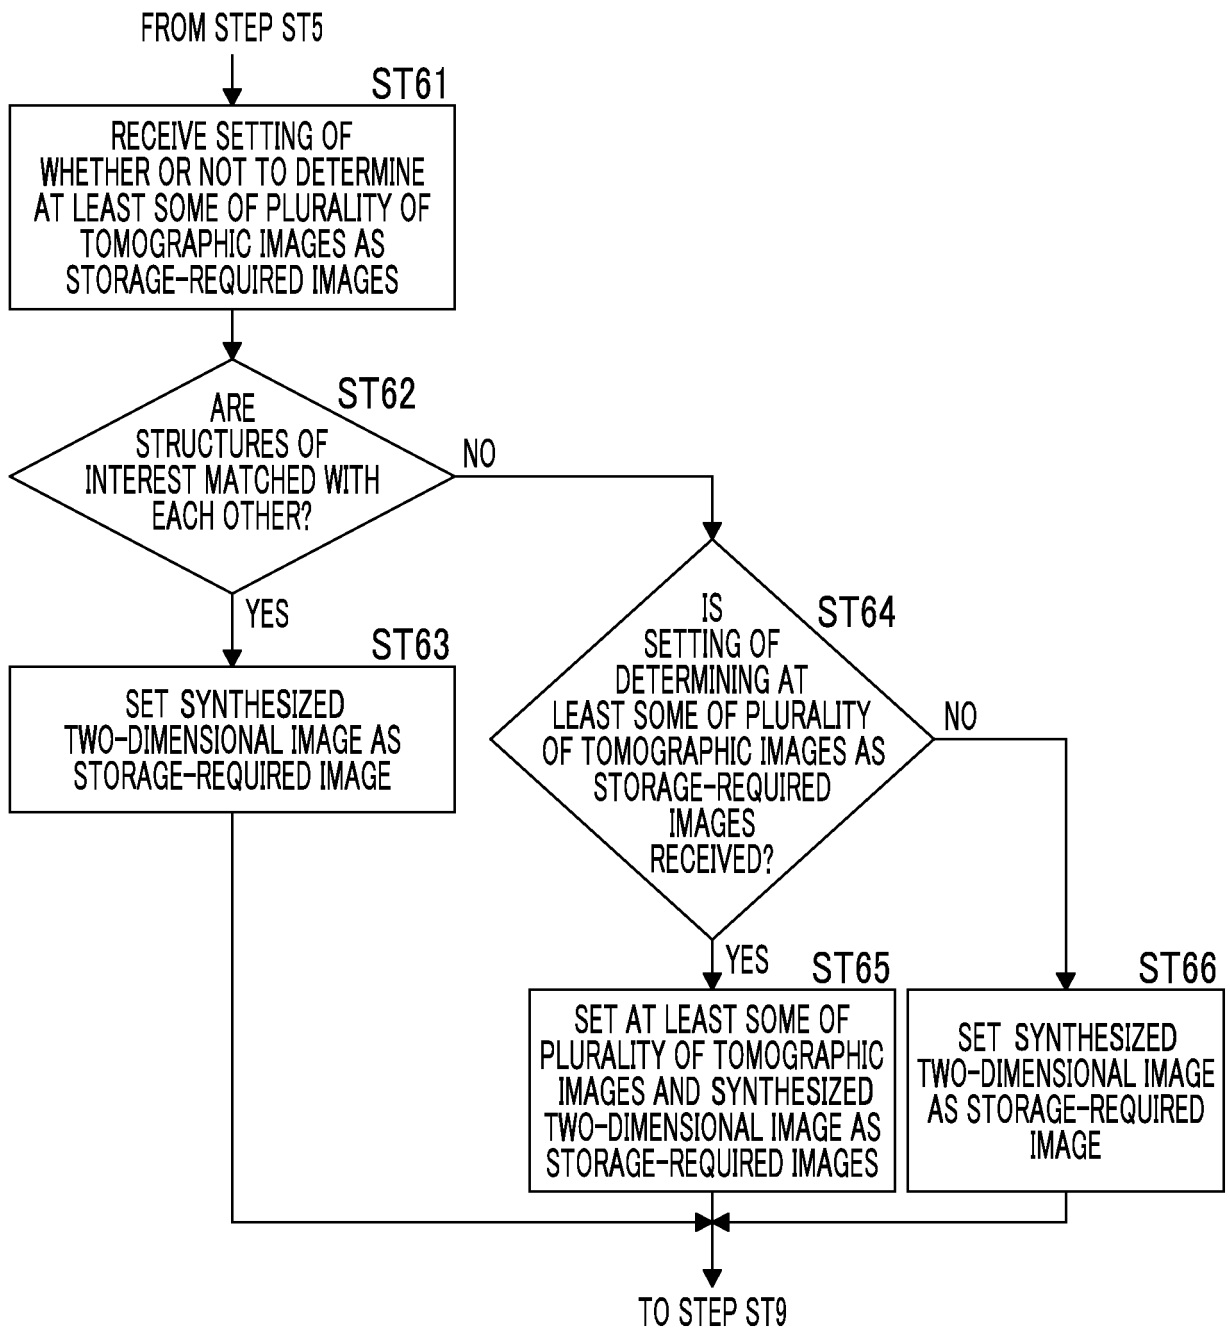 FROM STEP ST5
ST61
RECEIVE SETTING OF
WHETHER OR NOT TO DETERMINE
AT LEAST SOME OF PLURALITY OF
TOMOGRAPHIC IMAGES AS
STORAGE-REQUIRED IMAGES
ST62
ARE
STRUCTURES OF
INTEREST MATCHED WITH
EACH OTHER?
NO
YES
ST63
SET SYNTHESIZED
TWO-DIMENSIONAL IMAGE AS
STORAGE-REQUIRED IMAGE
ST64
IS
SETTING OF
DETERMINING AT
LEAST SOME OF PLURALITY
OF TOMOGRAPHIC IMAGES AS
STORAGE-REQUIRED
IMAGES
RECEIVED?
NO
YES
ST65
SET AT LEAST SOME OF
PLURALITY OF TOMOGRAPHIC
IMAGES AND SYNTHESIZED
TWO-DIMENSIONAL IMAGE AS
STORAGE-REQUIRED IMAGES
ST66
SET SYNTHESIZED
TWO-DIMENSIONAL IMAGE
AS STORAGE-REQUIRED
IMAGE
TO STEP ST9